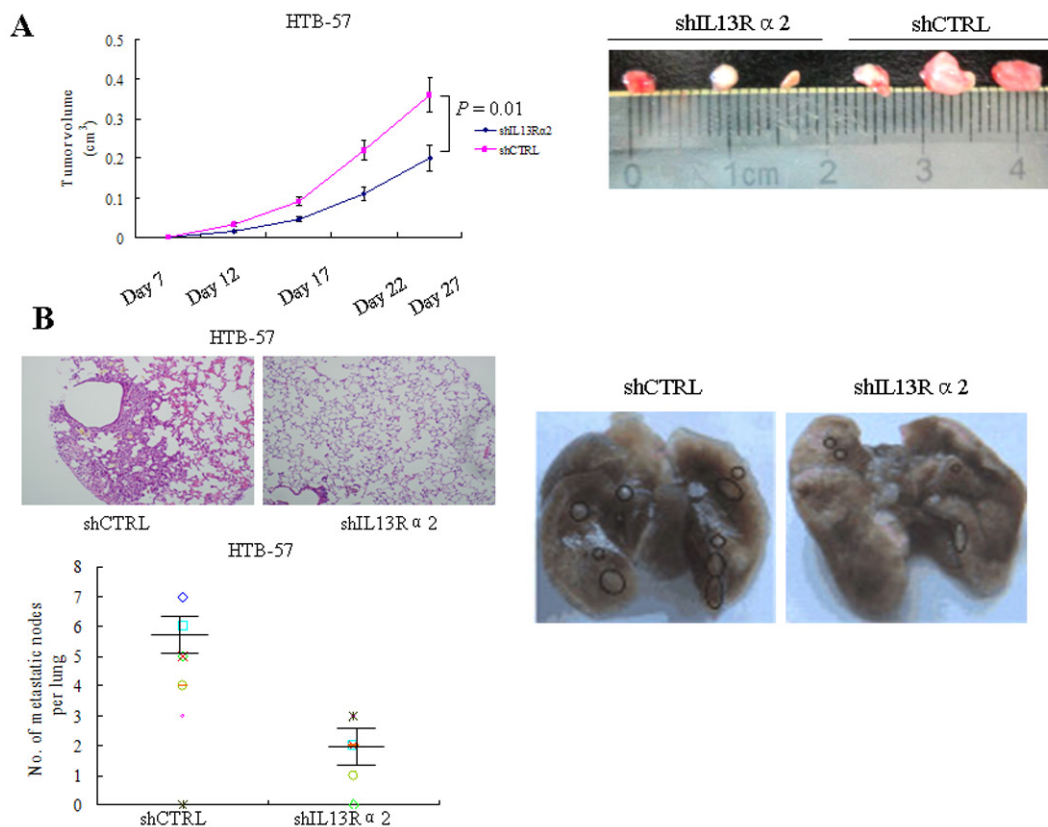 A
HTB-57
0.5
0.4
0.3
0.2
0.1
0
Tumor volume
(cm³)
P = 0.01
shIL13Rα2
shCTRL
Day 7
Day 12
Day 17
Day 22
Day 27
shIL13R α 2
shCTRL
0
1cm
2
3
4
B
HTB-57
shCTRL
shIL13R α 2
HTB-57
8
7
6
5
4
3
2
1
0
No. of metastatic nodes
per lung
shCTRL
shIL13R α 2
shCTRL
shIL13R α 2